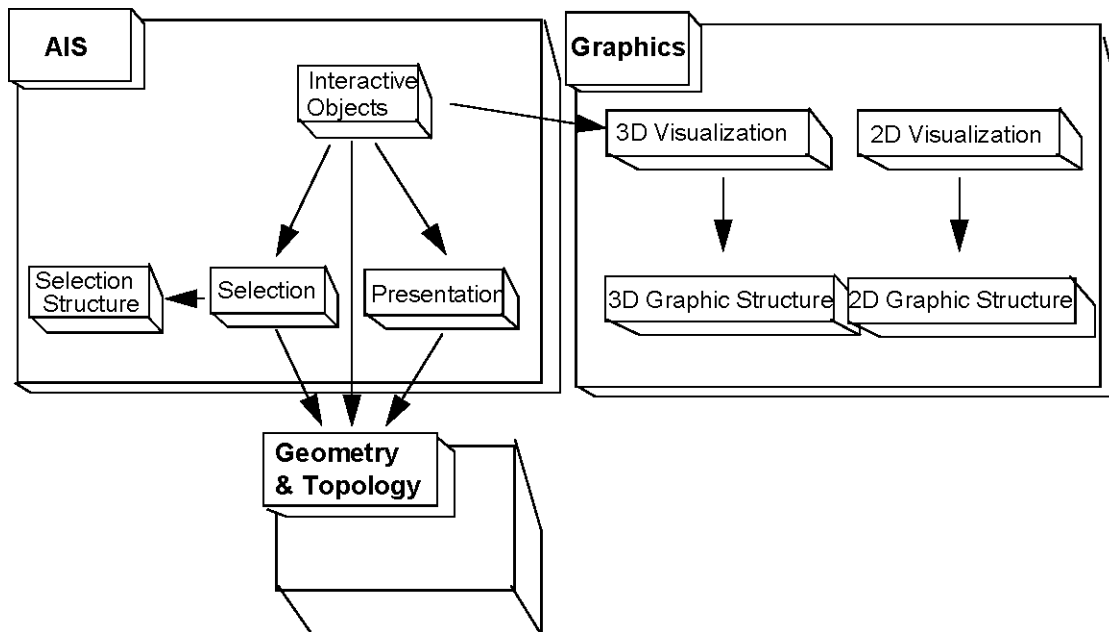 AIS
Graphics
Interactive
Objects
3D Visualization
2D Visualization
Selection
Structure
Selection
Presentation
3D Graphic Structure
2D Graphic Structure
Geometry
& Topology